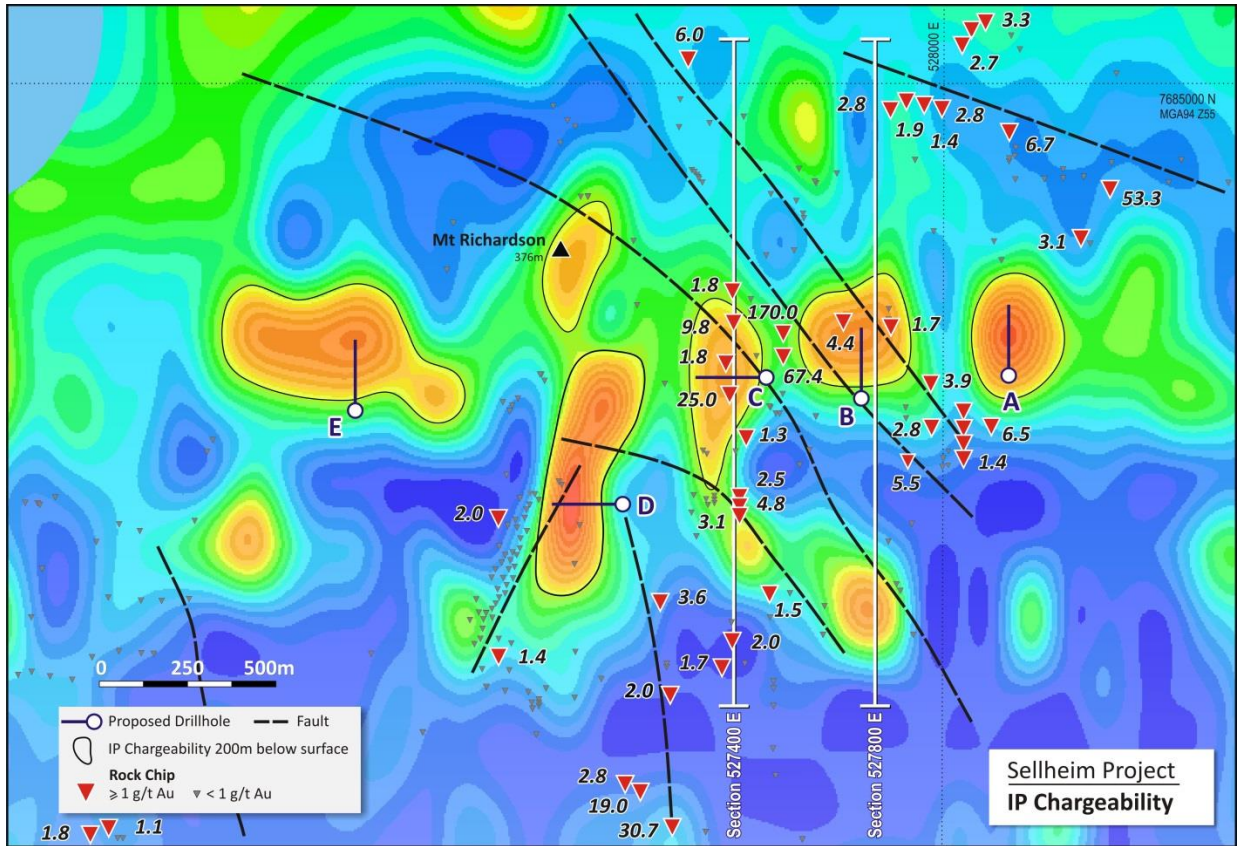 6.0
3.3
2.7
528000 E
7685000 N
MGA94 Z55
2.8
1.9
1.4
2.8
6.7
53.3
3.1
Mt Richardson
376m
1.8
170.0
9.8
4.4
1.7
1.8
67.4
25.0
C
3.9
A
B
E
1.3
2.8
6.5
1.4
5.5
2.5
4.8
3.1
D
2.0
3.6
1.5
1.4
2.0
1.7
2.0
0 250 500m
Proposed Drillhole Fault
IP Chargeability 200m below surface
Rock Chip
⩾ 1 g/t Au < 1 g/t Au
2.8
19.0
30.7
1.8
1.1
Section 527400 E
Section 527800 E
Sellheim Project
IP Chargeability